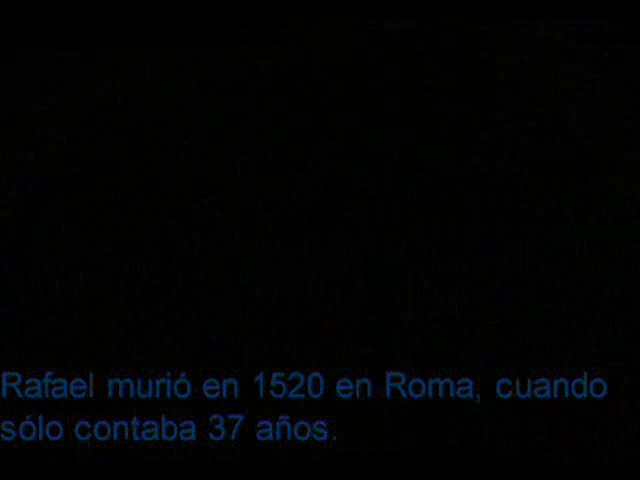 Rafael murió en 1520 en Roma, cuando
sólo contaba 37 años.